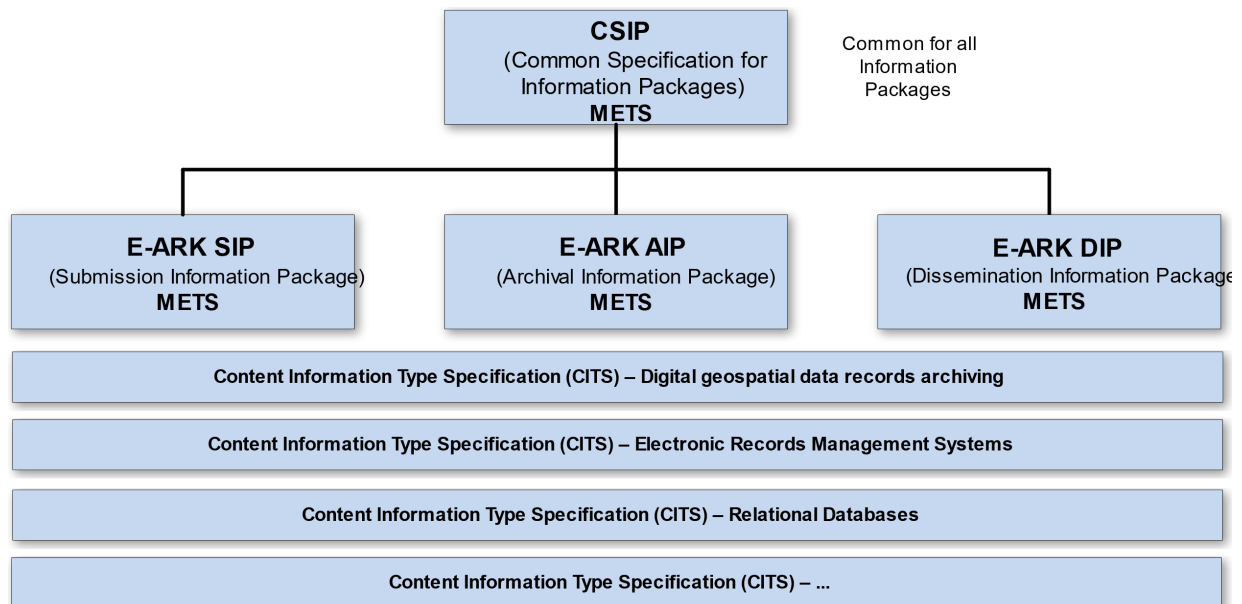 CSIP
(Common Specification for
Information Packages)
METS
Common for all
Information
Packages
E-ARK SIP
(Submission Information Package)
METS
E-ARK AIP
(Archival Information Package)
METS
E-ARK DIP
(Dissemination Information Package
METS
Content Information Type Specification (CITS) – Digital geospatial data records archiving
Content Information Type Specification (CITS) – Electronic Records Management Systems
Content Information Type Specification (CITS) – Relational Databases
Content Information Type Specification (CITS) – ...